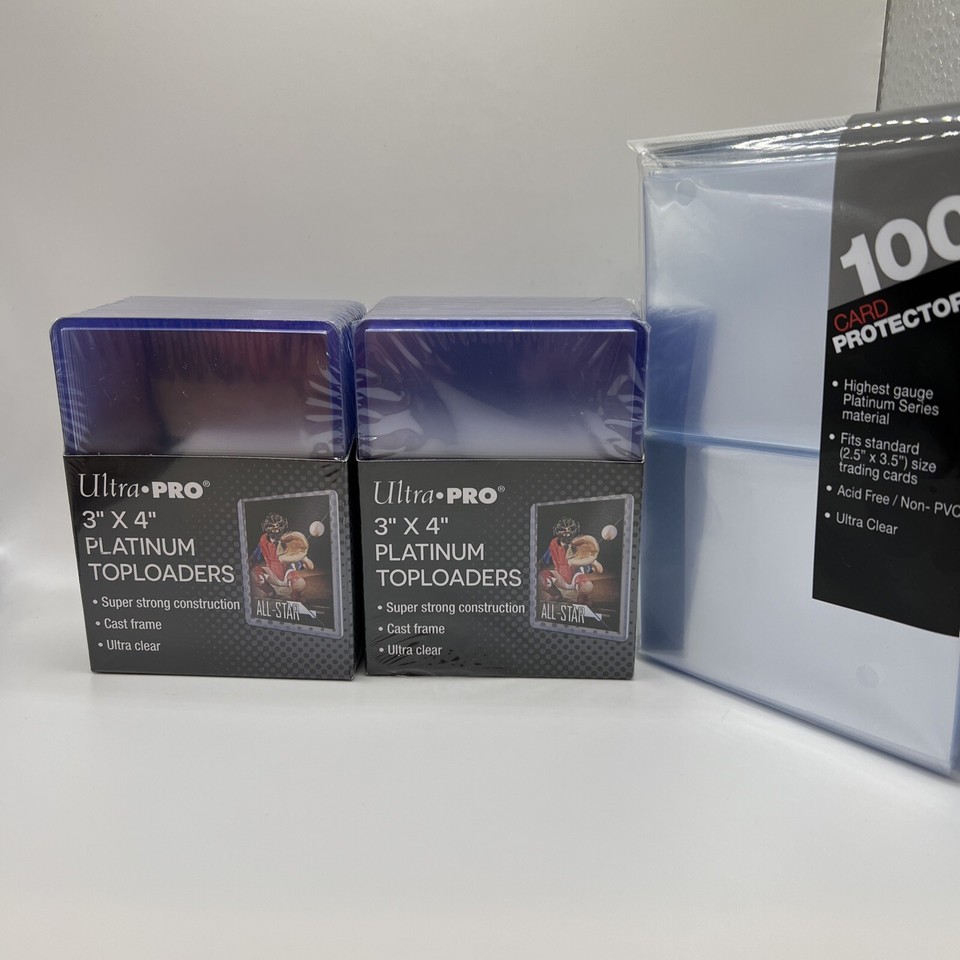 Ultra•PRO®
3" X 4"
PLATINUM
TOPLOADERS
• Super strong construction
• Cast frame
• Ultra clear
ALL-STAR
Ultra•PRO®
3" X 4"
PLATINUM
TOPLOADERS
• Super strong construction
• Cast frame
• Ultra clear
ALL-STAR
100
CARD
PROTECTOR
• Highest gauge
Platinum Series
material
• Fits standard
(2.5" x 3.5") size
trading cards
• Acid Free / Non- PVC
• Ultra Clear